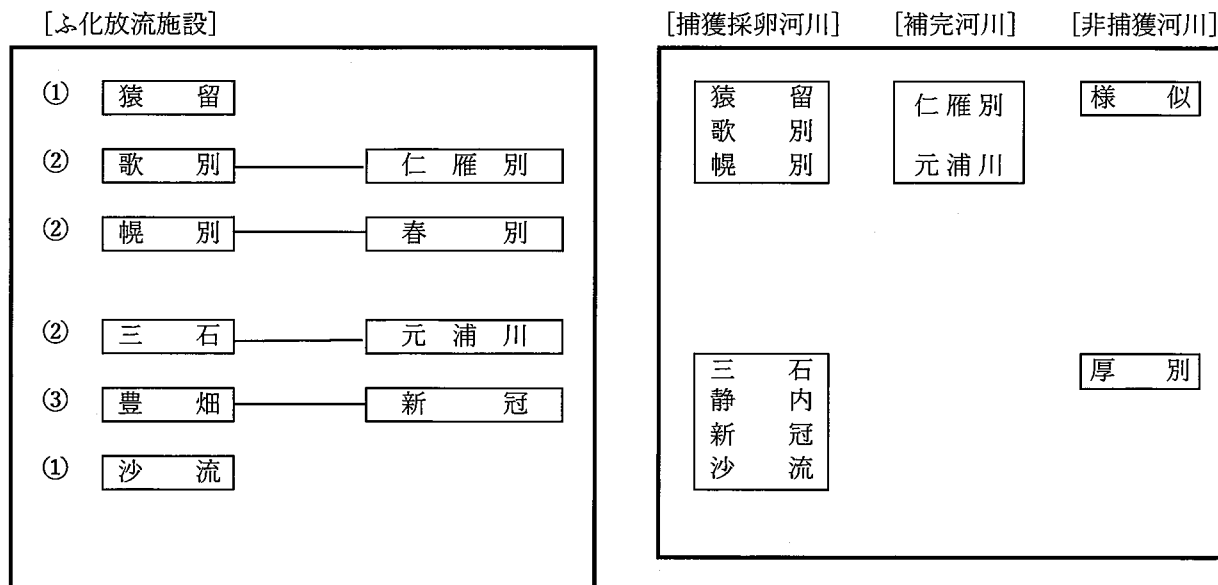 [ふ化放流施設]
① 猿留
② 歌別 仁雁別
② 幌別 春別
② 三石 元浦川
③ 豊畑 新冠
① 沙流
[捕獲採卵河川] [補完河川] [非捕獲河川]
猿留
歌別
幌別
仁雁別
元浦川
様似
三石
静内
新冠
沙流
厚別